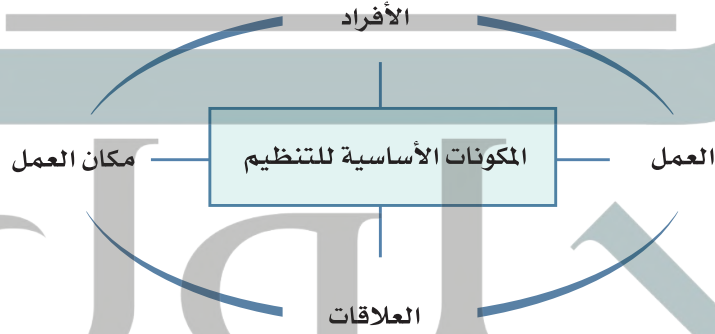 الأفراد
العمل
المكونات الأساسية للتنظيم
مكان العمل
العلاقات